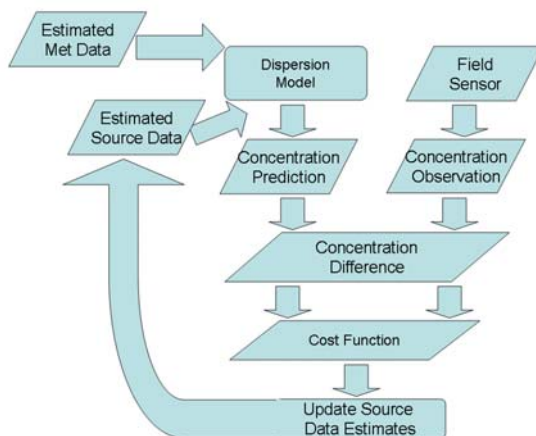 Estimated
Met Data
Dispersion
Model
Field
Sensor
Estimated
Source Data
Concentration
Prediction
Concentration
Observation
Concentration
Difference
Cost Function
Update Source
Data Estimates